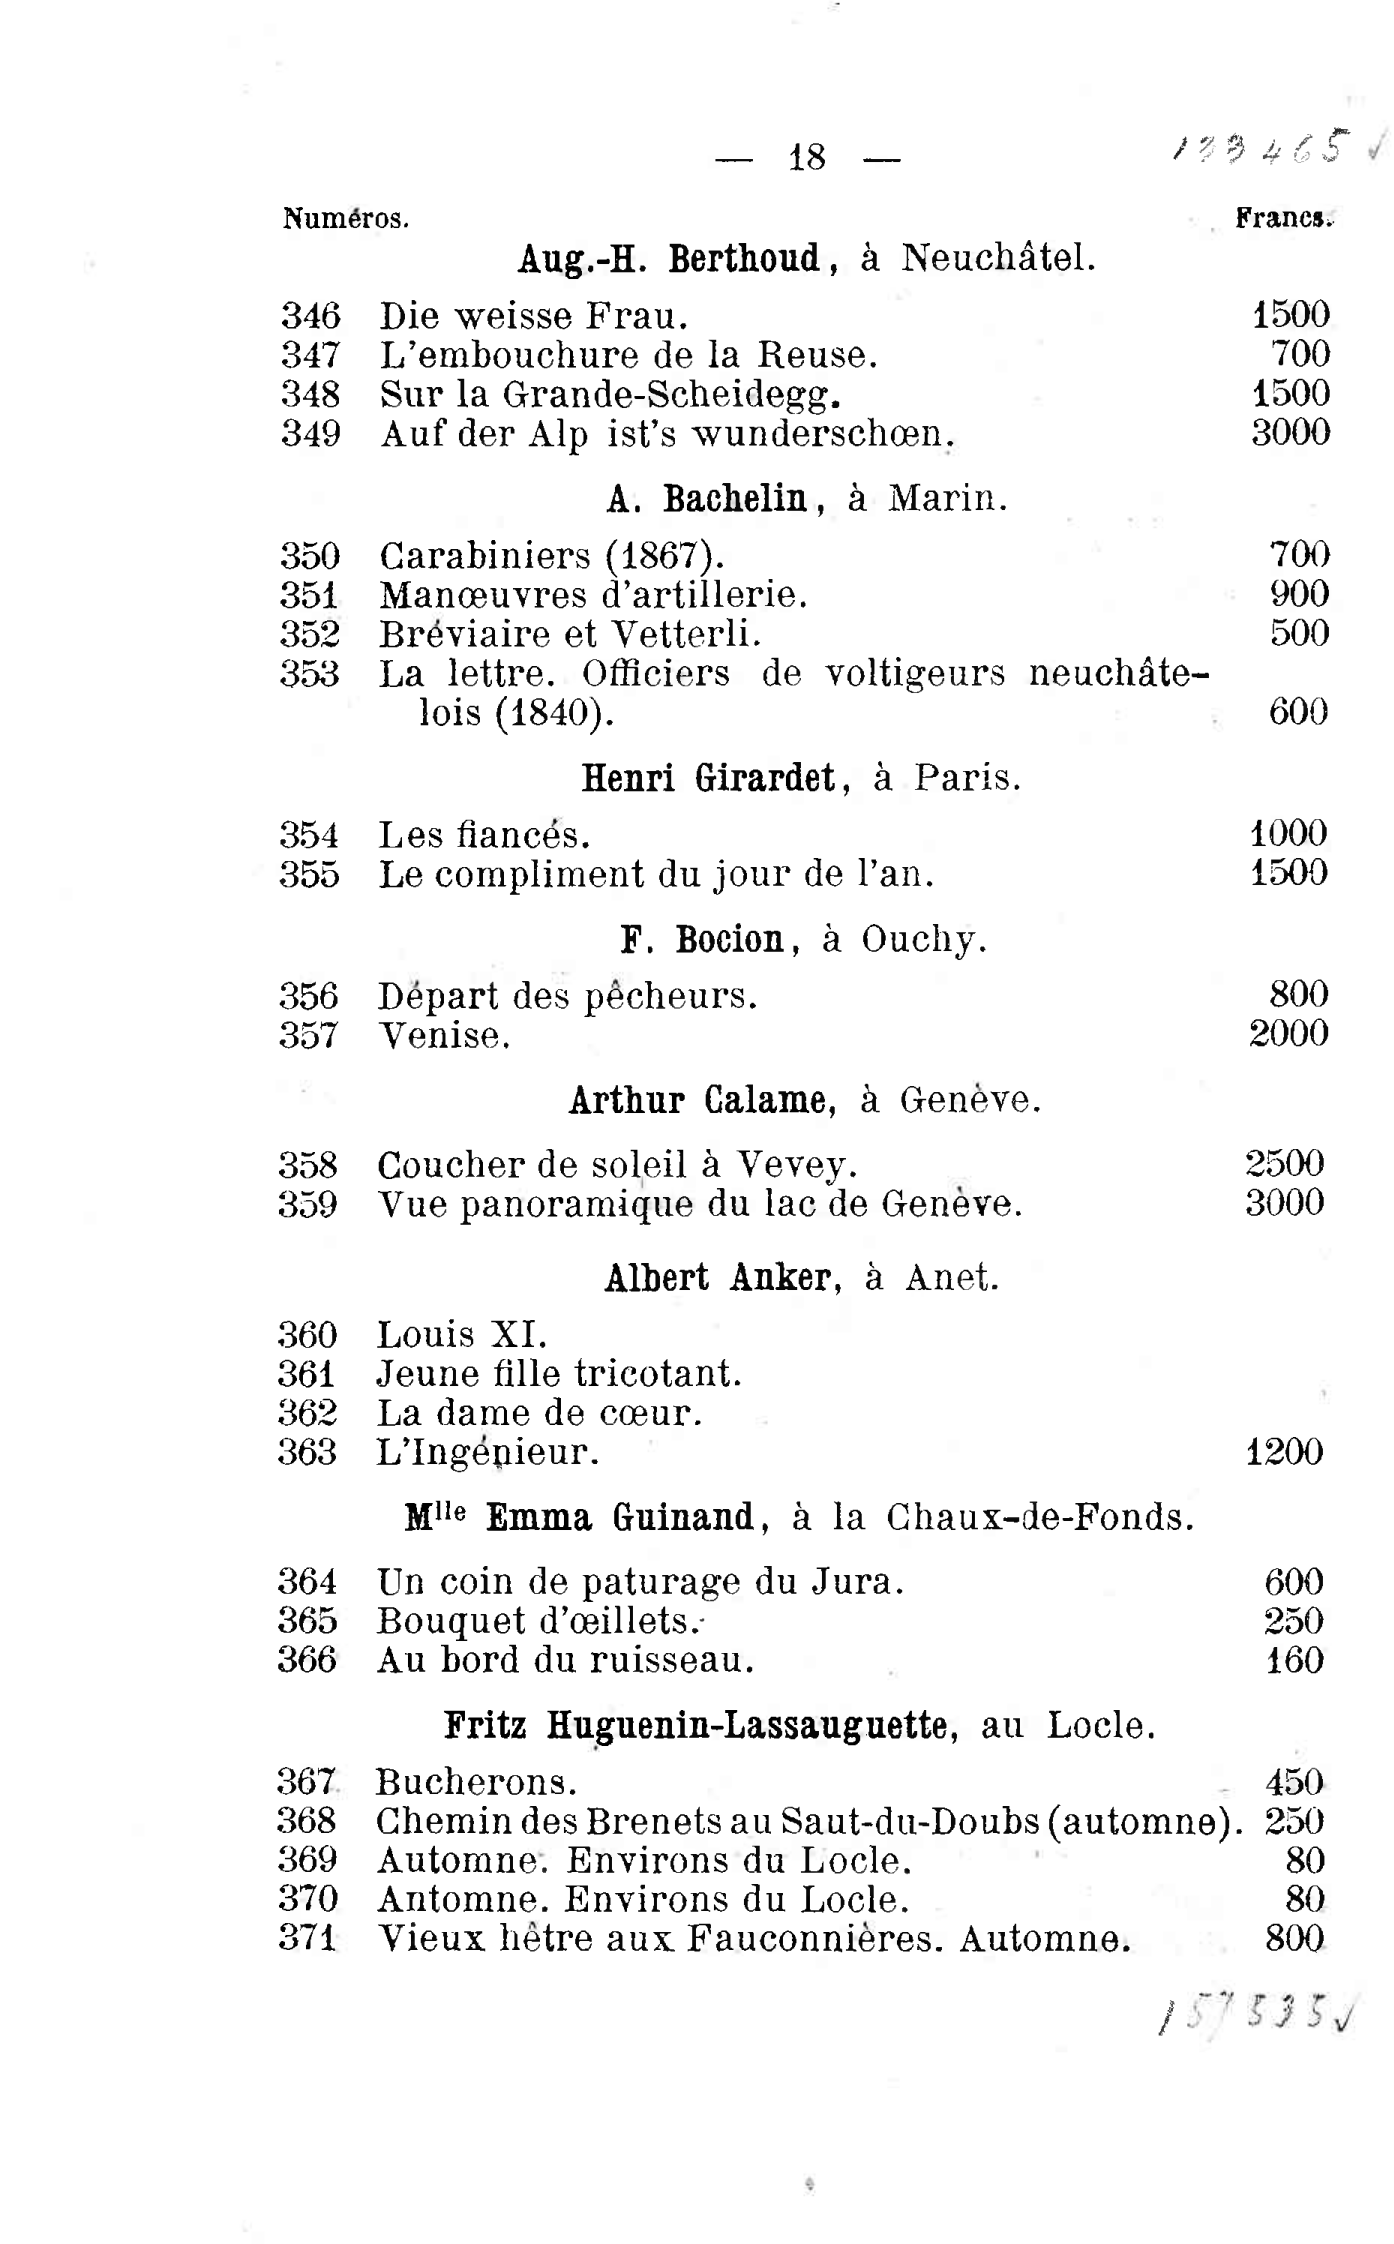 — 18 —
133465✓
Numéros.
Francs.
Aug.-H. Berthoud, à Neuchâtel.
346 Die weisse Frau. 1500
347 L'embouchure de la Reuse. 700
348 Sur la Grande-Scheidegg. 1500
349 Auf der Alp ist's wunderschœn. 3000
A. Bachelin, à Marin.
350 Carabiniers (1867). 700
351 Manœuvres d'artillerie. 900
352 Bréviaire et Vetterli. 500
353 La lettre. Officiers de voltigeurs neuchâte-
lois (1840). 600
Henri Girardet, à Paris.
354 Les fiancés. 1000
355 Le compliment du jour de l'an. 1500
F. Bocion, à Ouchy.
356 Départ des pêcheurs. 800
357 Venise. 2000
Arthur Calame, à Genève.
358 Coucher de soleil à Vevey. 2500
359 Vue panoramique du lac de Genève. 3000
Albert Anker, à Anet.
360 Louis XI.
361 Jeune fille tricotant.
362 La dame de cœur.
363 L'Ingénieur. 1200
Mlle Emma Guinand, à la Chaux-de-Fonds.
364 Un coin de paturage du Jura. 600
365 Bouquet d'œillets. 250
366 Au bord du ruisseau. 160
Fritz Huguenin-Lassauguette, au Locle.
367 Bucherons. 450
368 Chemin des Brenets au Saut-du-Doubs (automne). 250
369 Automne. Environs du Locle. 80
370 Antomne. Environs du Locle. 80
371 Vieux hêtre aux Fauconnières. Automne. 800
157535✓